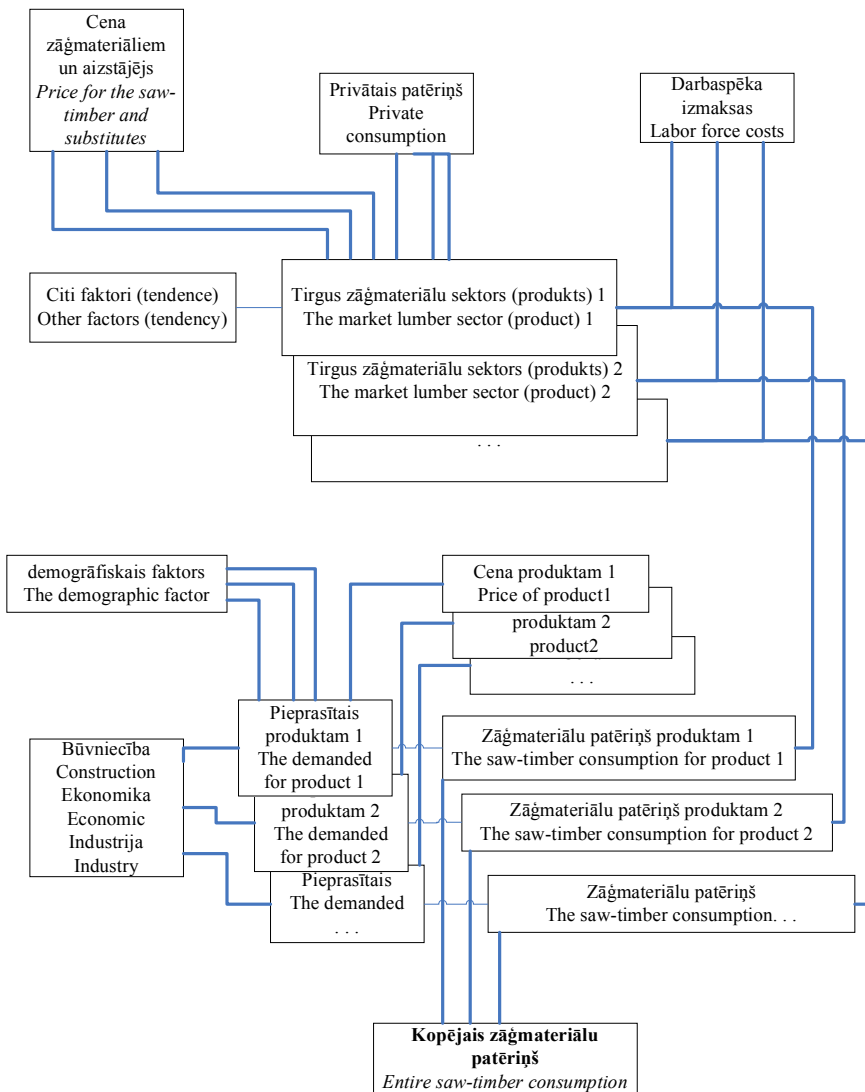 Cena
zāģmateriāliem
un aizstājējs
Price for the saw-
timber and
substitutes
Privātais patēriņš
Private
consumption
Darbaspēka
izmaksas
Labor force costs
Citi faktori (tendence)
Other factors (tendency)
Tirgus zāģmateriālu sektors (produkts) 1
The market lumber sector (product) 1
Tirgus zāģmateriālu sektors (produkts) 2
The market lumber sector (product) 2
. . .
demogrāfiskais faktors
The demographic factor
Cena produktam 1
Price of product1
produktam 2
product2
. . .
Pieprasītais
produktam 1
The demanded
for product 1
produktam 2
The demanded
for product 2
Pieprasītais
The demanded
. . .
Būvniecība
Construction
Ekonomika
Economic
Industrija
Industry
Zāģmateriālu patēriņš produktam 1
The saw-timber consumption for product 1
Zāģmateriālu patēriņš produktam 2
The saw-timber consumption for product 2
Zāģmateriālu patēriņš
The saw-timber consumption. . .
Kopējais zāģmateriālu
patēriņš
Entire saw-timber consumption